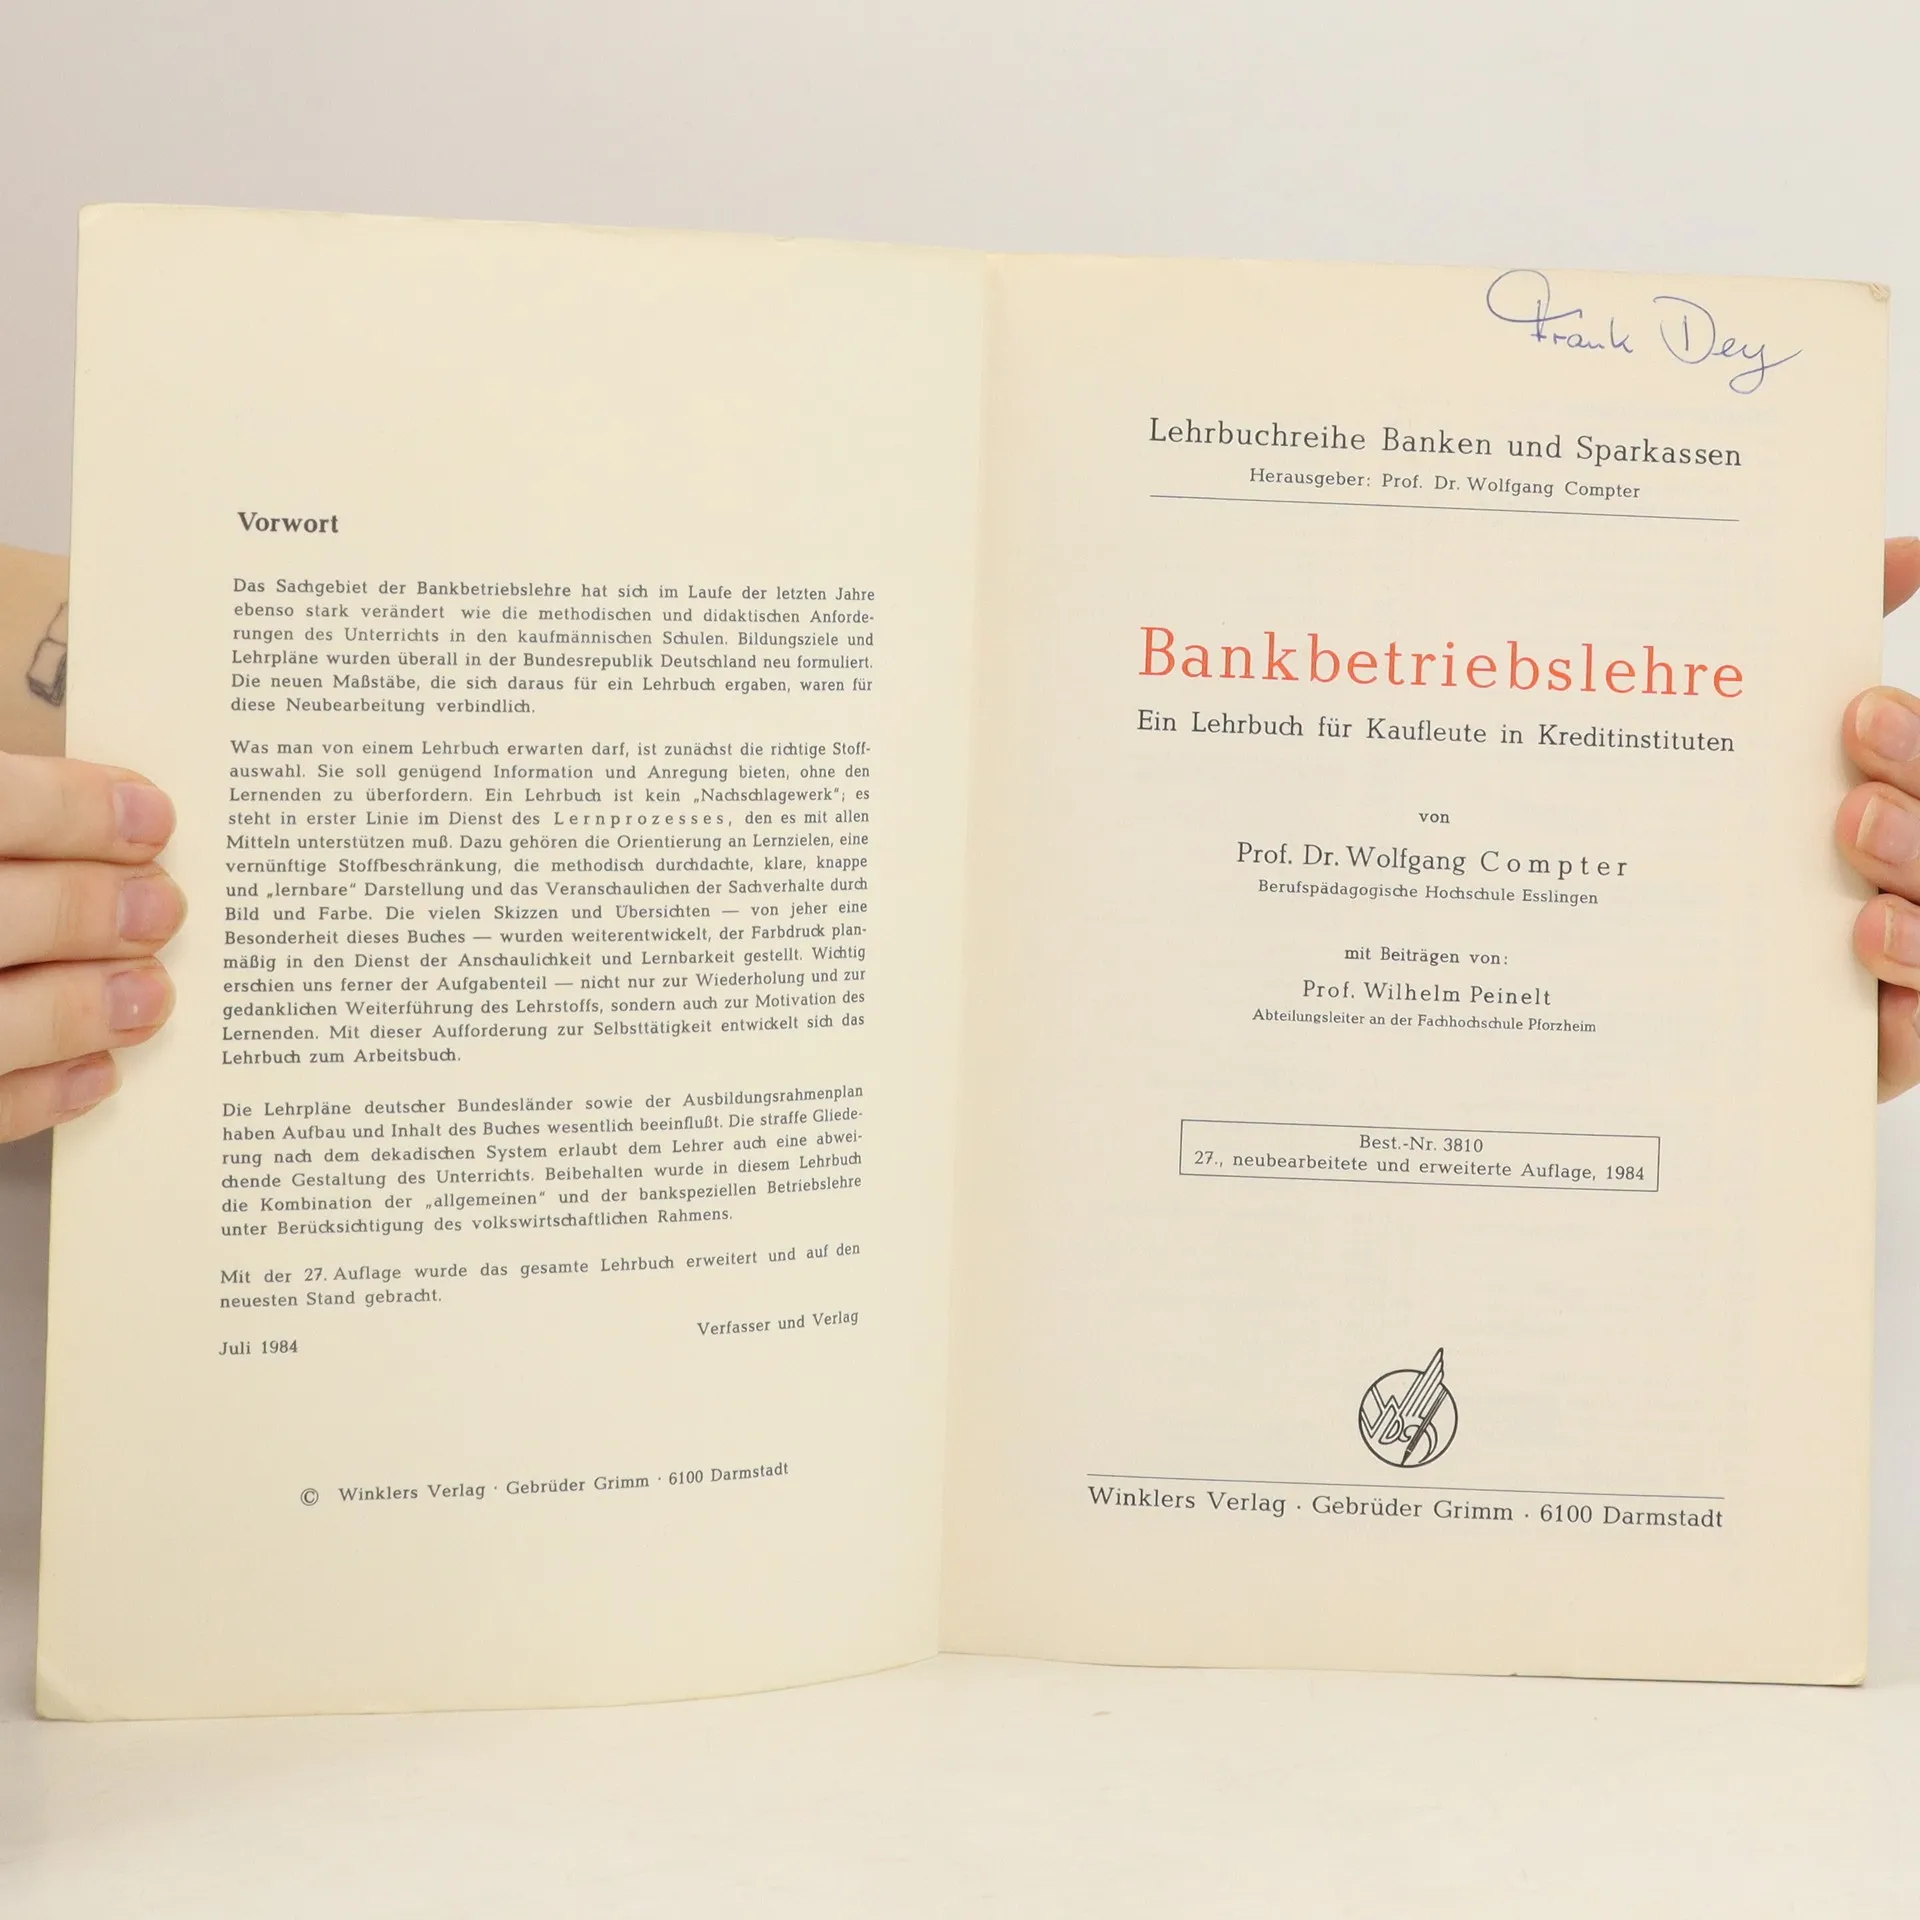 Vorwort
Das Sachgebiet der Bankbetriebslehre hat sich im Laufe der letzten Jahre
ebenso stark verändert wie die methodischen und didaktischen Anforde-
rungen des Unterrichts in den kaufmännischen Schulen. Bildungsziele und
Lehrpläne wurden überall in der Bundesrepublik Deutschland neu formuliert.
Die neuen Maßstäbe, die sich daraus für ein Lehrbuch ergaben, waren für
diese Neubearbeitung verbindlich.
Was man von einem Lehrbuch erwarten darf, ist zunächst die richtige Stoff-
auswahl. Sie soll genügend Information und Anregung bieten, ohne den
Lernenden zu überfordern. Ein Lehrbuch ist kein „Nachschlagewerk“; es
steht in erster Linie im Dienst des Lernprozesses, den es mit allen
Mitteln unterstützen muß. Dazu gehören die Orientierung an Lernzielen, eine
vernünftige Stoffbeschränkung, die methodisch durchdachte, klare, knappe
und „lernbare“ Darstellung und das Veranschaulichen der Sachverhalte durch
Bild und Farbe. Die vielen Skizzen und Übersichten — von jeher eine
Besonderheit dieses Buches — wurden weiterentwickelt, der Farbdruck plan-
mäßig in den Dienst der Anschaulichkeit und Lernbarkeit gestellt. Wichtig
erschien uns ferner der Aufgabenteil — nicht nur zur Wiederholung und zur
gedanklichen Weiterführung des Lehrstoffs, sondern auch zur Motivation des
Lernenden. Mit dieser Aufforderung zur Selbsttätigkeit entwickelt sich das
Lehrbuch zum Arbeitsbuch.
Die Lehrpläne deutscher Bundesländer sowie der Ausbildungsrahmenplan
haben Aufbau und Inhalt des Buches wesentlich beeinflußt. Die straffe Gliede-
rung nach dem dekadischen System erlaubt dem Lehrer auch eine abwei-
chende Gestaltung des Unterrichts. Beibehalten wurde in diesem Lehrbuch
die Kombination der „allgemeinen“ und der bankspeziellen Betriebslehre
unter Berücksichtigung des volkswirtschaftlichen Rahmens.
Mit der 27. Auflage wurde das gesamte Lehrbuch erweitert und auf den
neuesten Stand gebracht.
Verfasser und Verlag
Juli 1984
© Winklers Verlag · Gebrüder Grimm · 6100 Darmstadt
Frank Dey
Lehrbuchreihe Banken und Sparkassen
Herausgeber: Prof. Dr. Wolfgang Compter
Bankbetriebslehre
Ein Lehrbuch für Kaufleute in Kreditinstituten
von
Prof. Dr. Wolfgang Compter
Berufspädagogische Hochschule Esslingen
mit Beiträgen von:
Prof. Wilhelm Peinelt
Abteilungsleiter an der Fachhochschule Pforzheim
Best.-Nr. 3810
27., neubearbeitete und erweiterte Auflage, 1984
Winklers Verlag · Gebrüder Grimm · 6100 Darmstadt